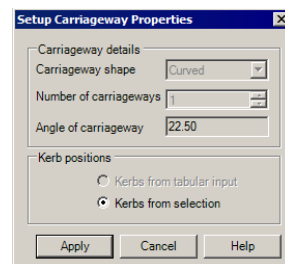 Setup Carriageway Properties
Carriageway details
Carriageway shape Curved
Number of carriageways 1
Angle of carriageway 22.50
Kerb positions
Kerbs from tabular input
Kerbs from selection
Apply Cancel Help